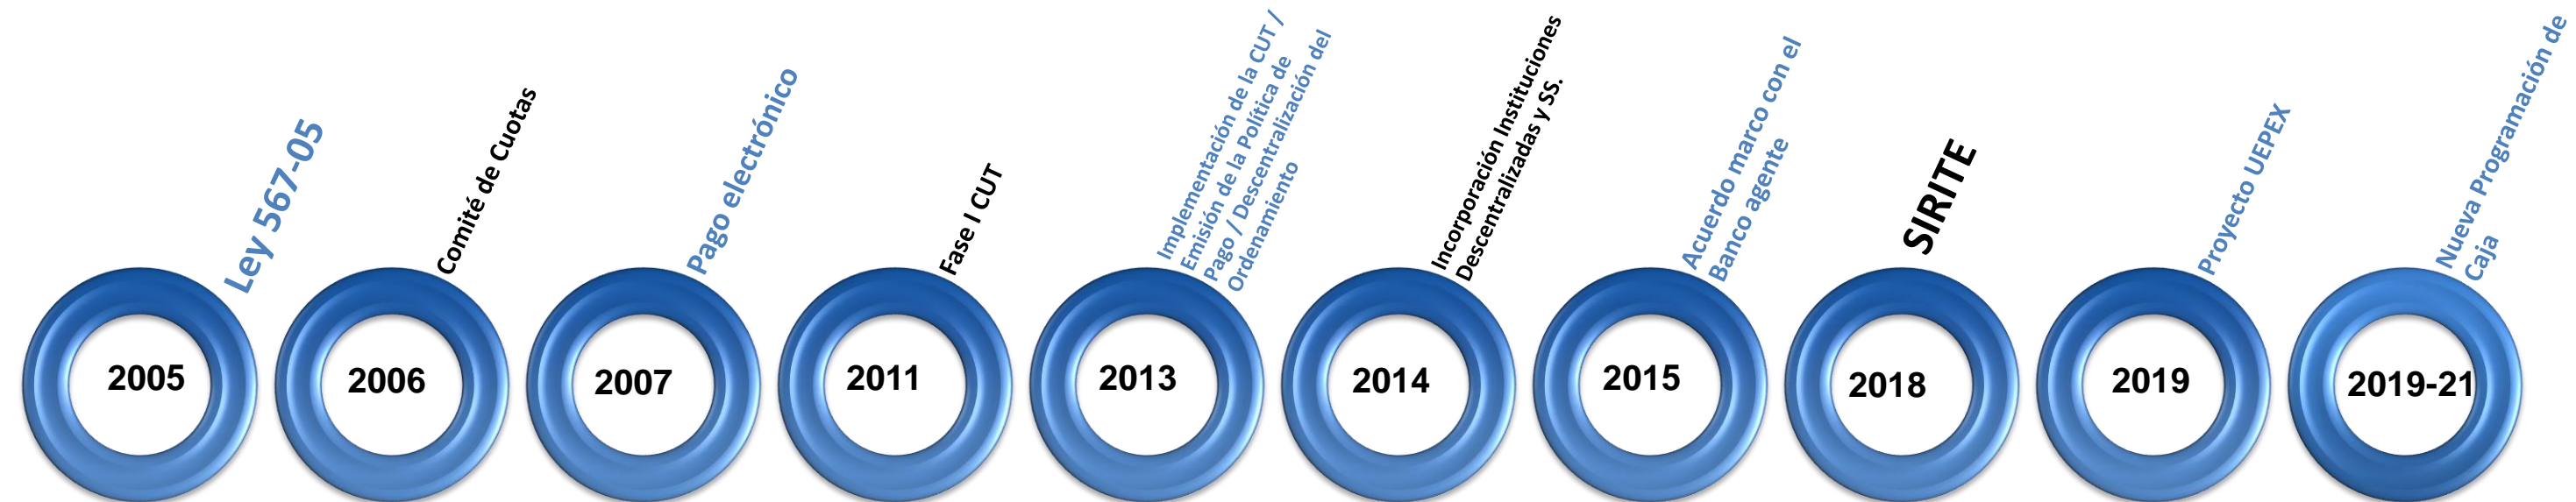 Ley 567-05
2005
Comité de Cuotas
2006
Pago electrónico
2007
Fase I CUT
2011
Implementación de la CUT /
Emisión de la Política de
Pago / Descentralización del
Ordenamiento
2013
Incorporación Instituciones
Descentralizadas y SS.
2014
Acuerdo marco con el
Banco agente
2015
SIRITE
2018
Proyecto UEPEX
2019
Nueva Programación de
Caja
2019-21